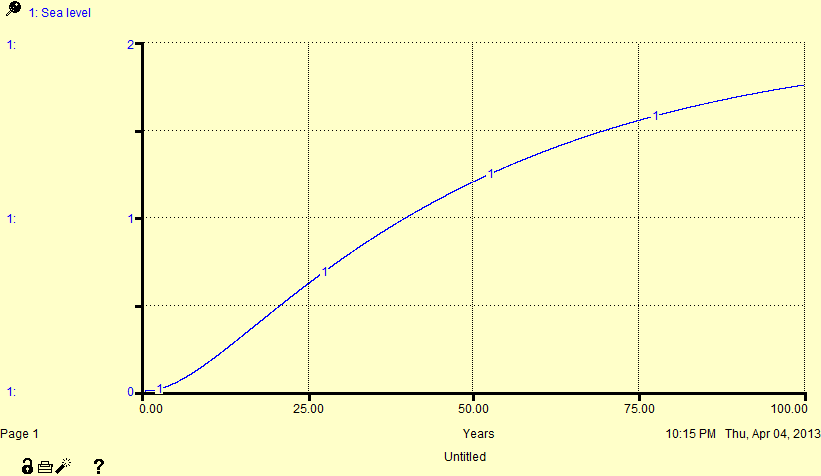 1: Sea level
1: 2
1
1
1: 1
1
1
1: 0
0.00 25.00 50.00 75.00 100.00
Page 1 Years 10:15 PM Thu, Apr 04, 2013
Untitled
?